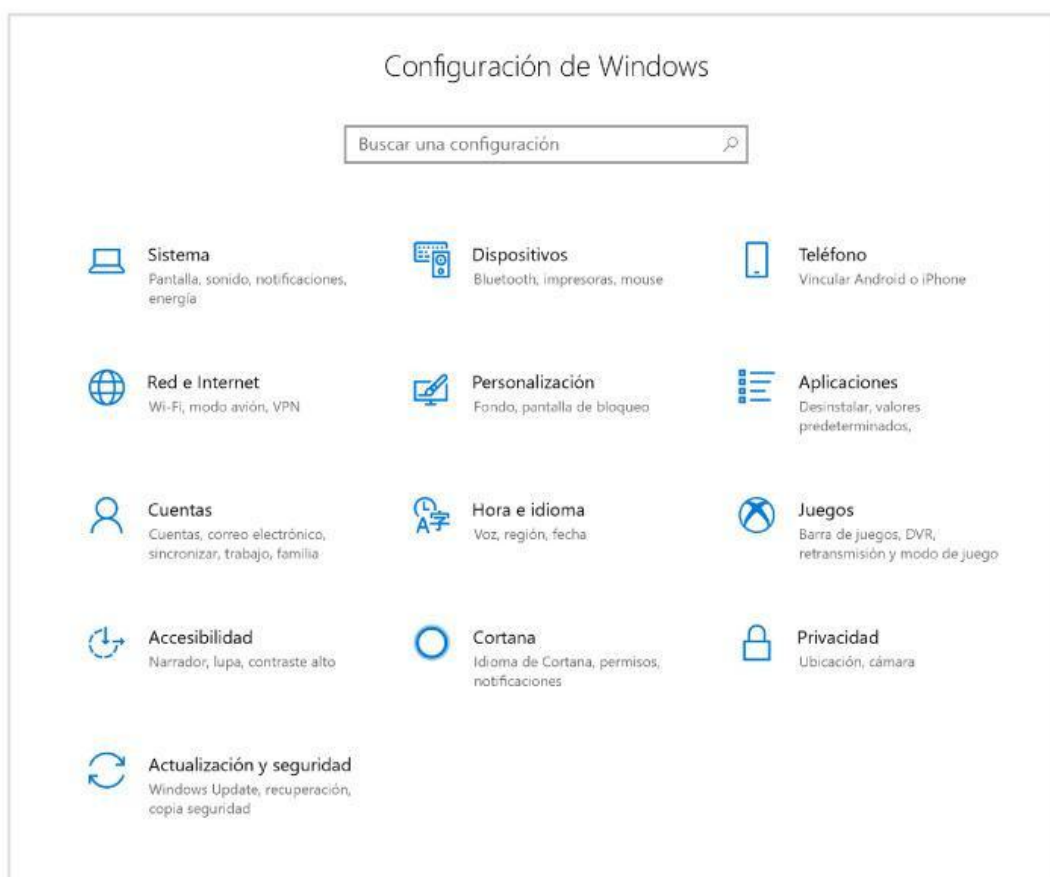 Configuración de Windows
Buscar una configuración
Sistema
Pantalla, sonido, notificaciones,
energía
Dispositivos
Bluetooth, impresoras, mouse
Teléfono
Vincular Android o iPhone
Red e Internet
Wi-Fi, modo avión, VPN
Personalización
Fondo, pantalla de bloqueo
Aplicaciones
Desinstalar, valores
predeterminados,
Cuentas
Cuentas, correo electrónico,
sincronizar, trabajo, familia
Hora e idioma
Voz, región, fecha
Juegos
Barra de juegos, DVR,
retransmisión y modo de juego
Accesibilidad
Narrador, lupa, contraste alto
Cortana
Idioma de Cortana, permisos,
notificaciones
Privacidad
Ubicación, cámara
Actualización y seguridad
Windows Update, recuperación,
copia seguridad